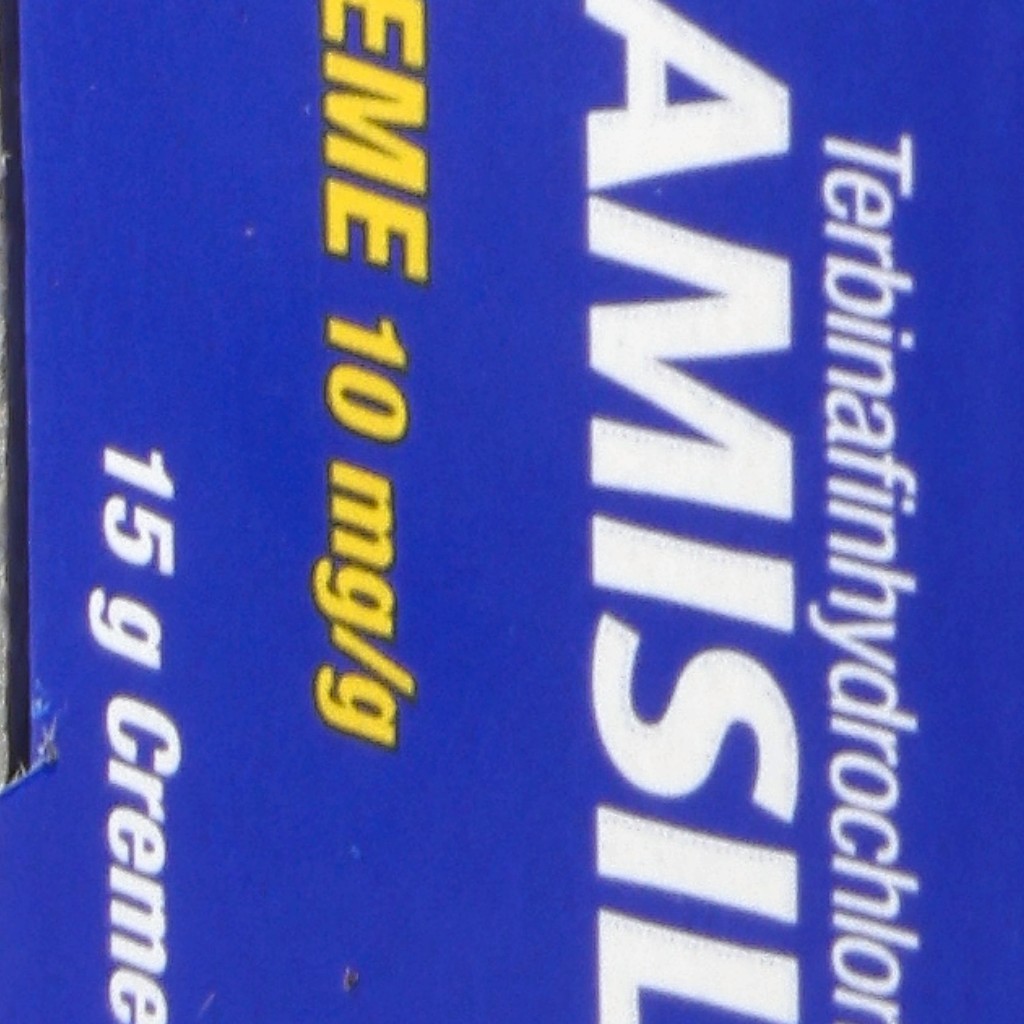 Terbinafinhydrochlor
AMISIL
EME 10 mg/g
15 g Creme